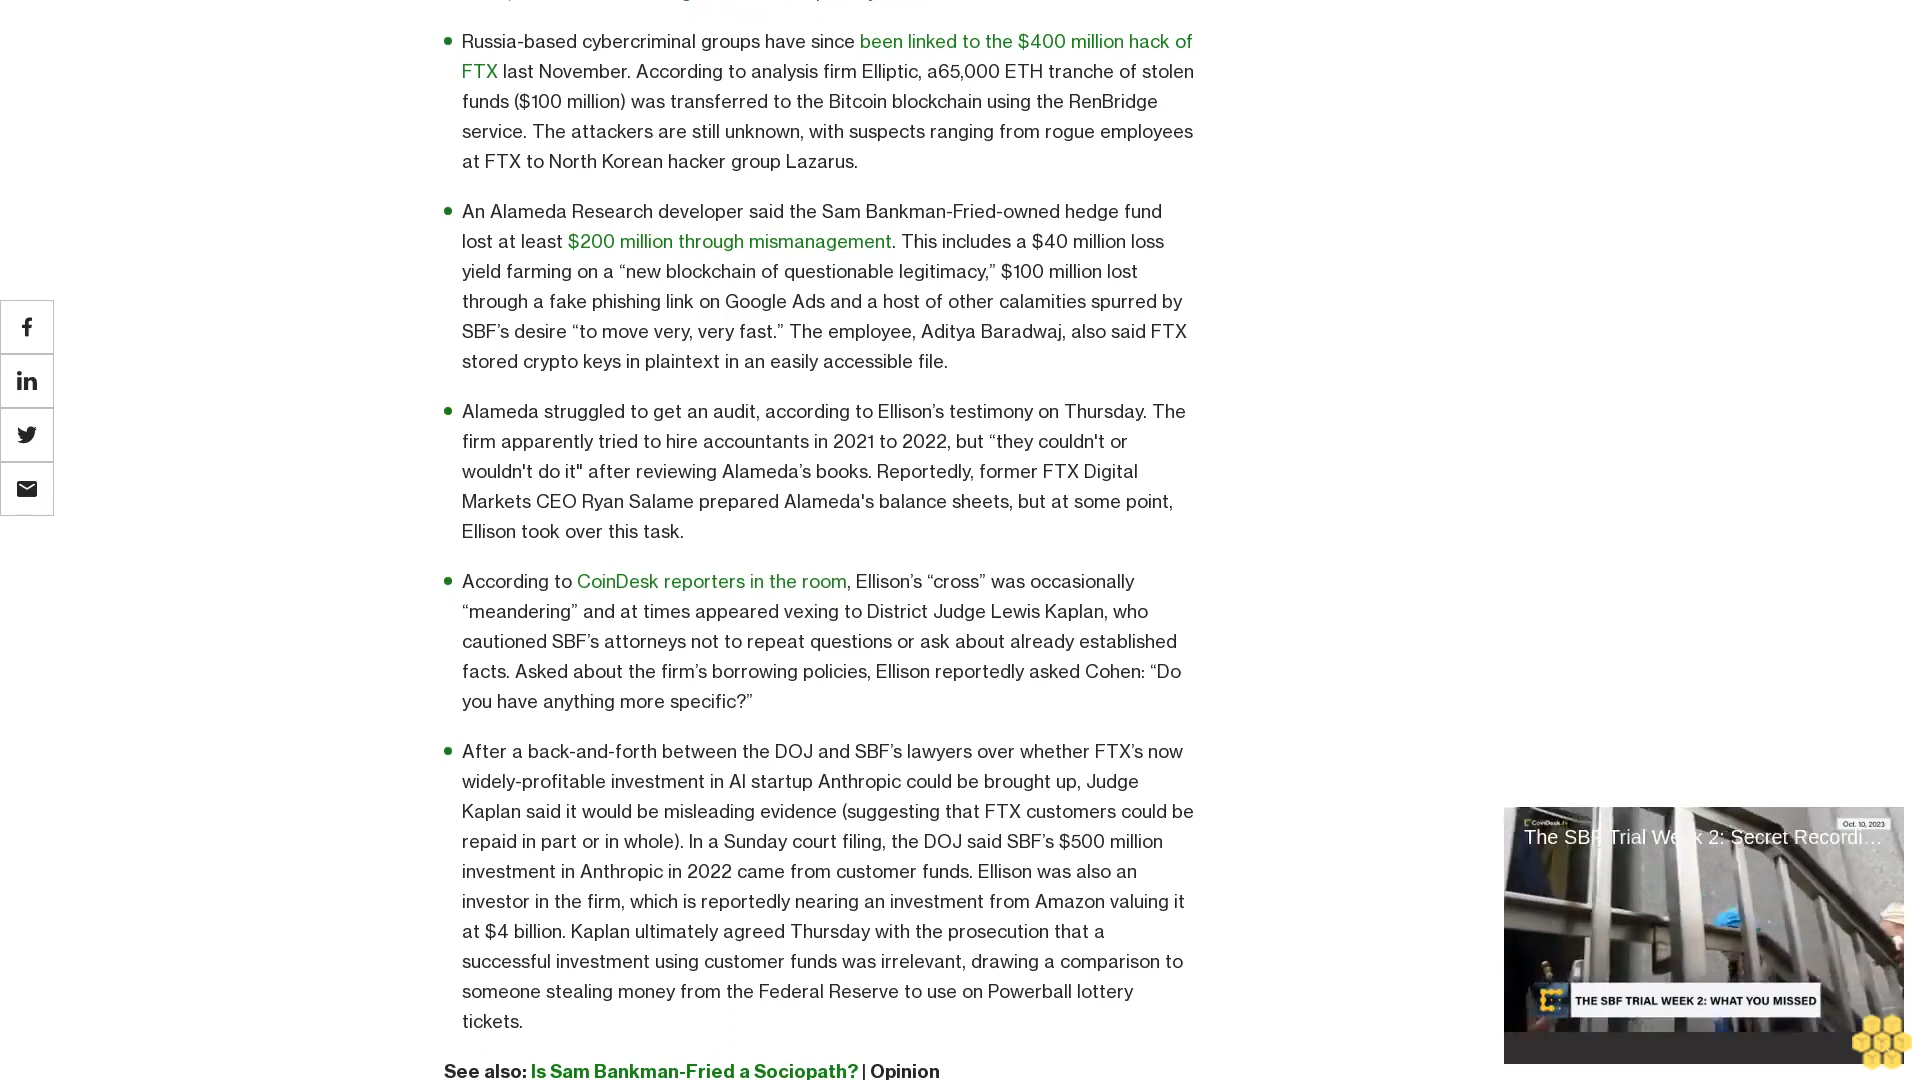 Russia-based cybercriminal groups have since been linked to the $400 million hack of
FTX last November. According to analysis firm Elliptic, a65,000 ETH tranche of stolen
funds ($100 million) was transferred to the Bitcoin blockchain using the RenBridge
service. The attackers are still unknown, with suspects ranging from rogue employees
at FTX to North Korean hacker group Lazarus.
An Alameda Research developer said the Sam Bankman-Fried-owned hedge fund
lost at least $200 million through mismanagement. This includes a $40 million loss
yield farming on a “new blockchain of questionable legitimacy,” $100 million lost
through a fake phishing link on Google Ads and a host of other calamities spurred by
SBF’s desire “to move very, very fast.” The employee, Aditya Baradwaj, also said FTX
stored crypto keys in plaintext in an easily accessible file.
Alameda struggled to get an audit, according to Ellison’s testimony on Thursday. The
firm apparently tried to hire accountants in 2021 to 2022, but “they couldn't or
wouldn't do it" after reviewing Alameda’s books. Reportedly, former FTX Digital
Markets CEO Ryan Salame prepared Alameda's balance sheets, but at some point,
Ellison took over this task.
According to CoinDesk reporters in the room, Ellison’s “cross” was occasionally
“meandering” and at times appeared vexing to District Judge Lewis Kaplan, who
cautioned SBF’s attorneys not to repeat questions or ask about already established
facts. Asked about the firm’s borrowing policies, Ellison reportedly asked Cohen: “Do
you have anything more specific?”
After a back-and-forth between the DOJ and SBF’s lawyers over whether FTX’s now
widely-profitable investment in AI startup Anthropic could be brought up, Judge
Kaplan said it would be misleading evidence (suggesting that FTX customers could be
repaid in part or in whole). In a Sunday court filing, the DOJ said SBF’s $500 million
investment in Anthropic in 2022 came from customer funds. Ellison was also an
investor in the firm, which is reportedly nearing an investment from Amazon valuing it
at $4 billion. Kaplan ultimately agreed Thursday with the prosecution that a
successful investment using customer funds was irrelevant, drawing a comparison to
someone stealing money from the Federal Reserve to use on Powerball lottery
tickets.
See also: Is Sam Bankman-Fried a Sociopath? | Opinion
CoinDesk
Oct. 10, 2023
The SBF Trial Week 2: Secret Recordi...
THE SBF TRIAL WEEK 2: WHAT YOU MISSED